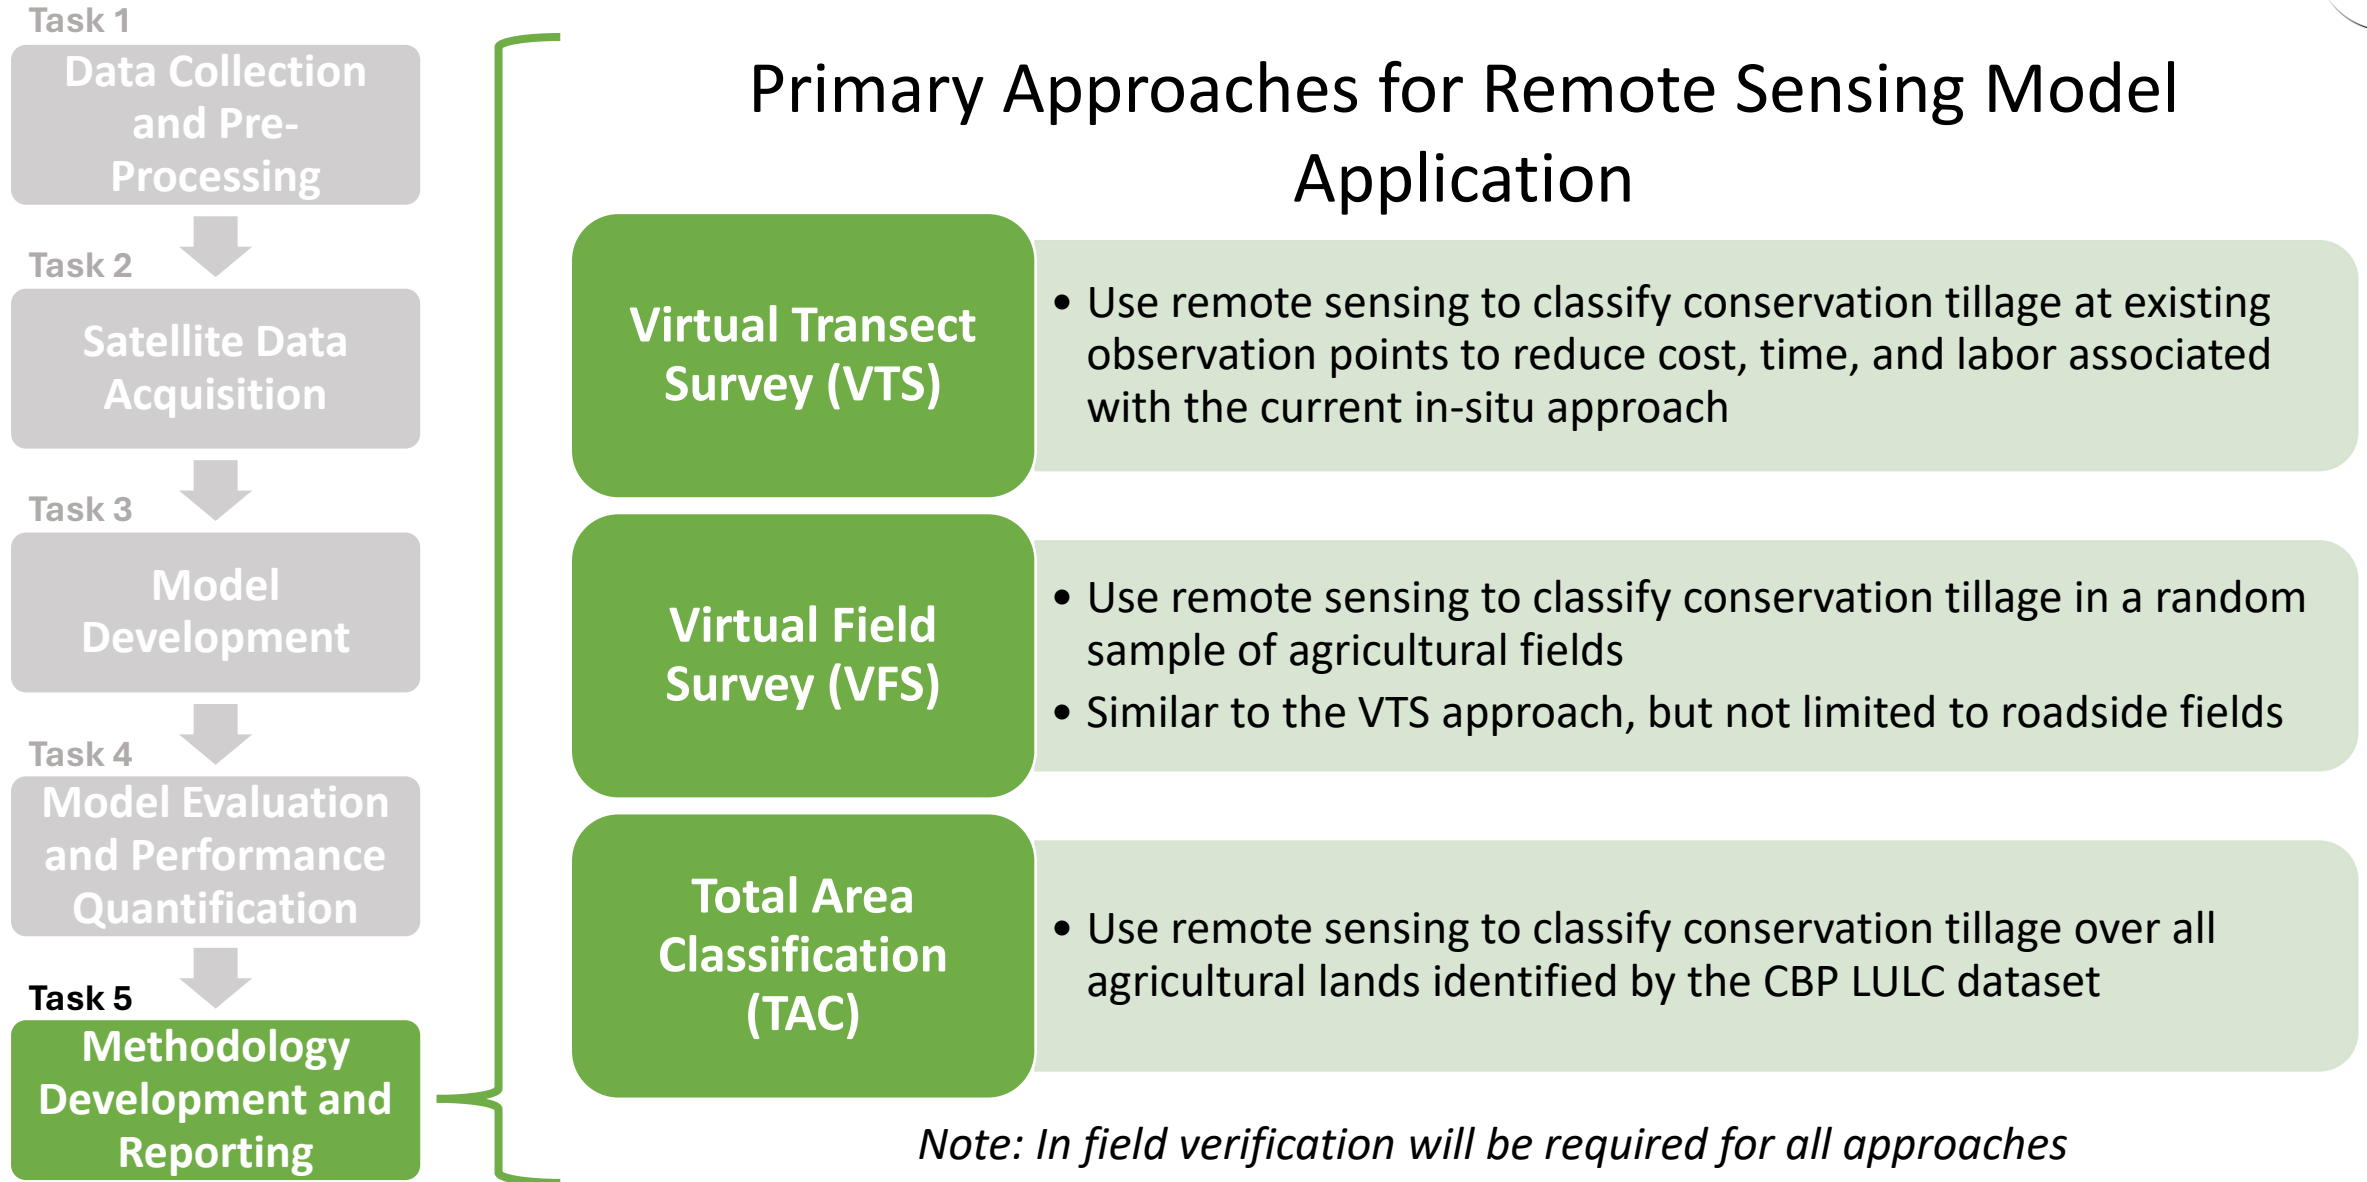 Task 1
Data Collection
and Pre-
Processing
Task 2
Satellite Data
Acquisition
Task 3
Model
Development
Task 4
Model Evaluation
and Performance
Quantification
Task 5
Methodology
Development and
Reporting
Primary Approaches for Remote Sensing Model
Application
Virtual Transect
Survey (VTS)
• Use remote sensing to classify conservation tillage at existing
observation points to reduce cost, time, and labor associated
with the current in-situ approach
Virtual Field
Survey (VFS)
• Use remote sensing to classify conservation tillage in a random
sample of agricultural fields
• Similar to the VTS approach, but not limited to roadside fields
Total Area
Classification
(TAC)
• Use remote sensing to classify conservation tillage over all
agricultural lands identified by the CBP LULC dataset
Note: In field verification will be required for all approaches